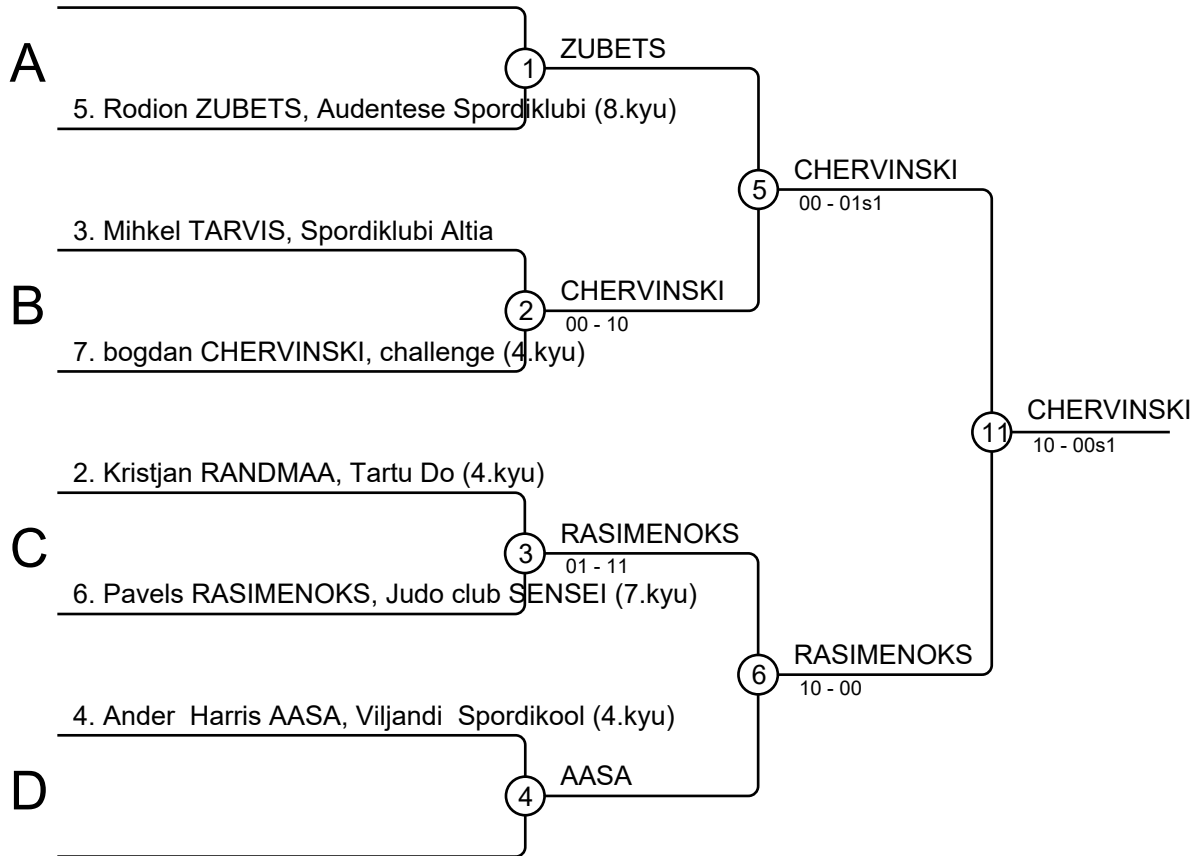 A
1
ZUBETS
5. Rodion ZUBETS, Audentese Spordiklubi (8.kyu)
5
CHERVINSKI
00 - 01s1
3. Mihkel TARVIS, Spordiklubi Altia
B
2
CHERVINSKI
00 - 10
7. bogdan CHERVINSKI, challenge (4.kyu)
11
CHERVINSKI
10 - 00s1
2. Kristjan RANDMAA, Tartu Do (4.kyu)
C
3
RASIMENOKS
01 - 11
6. Pavels RASIMENOKS, Judo club SENSEI (7.kyu)
6
RASIMENOKS
10 - 00
4. Ander  Harris AASA, Viljandi  Spordikool (4.kyu)
D
4
AASA